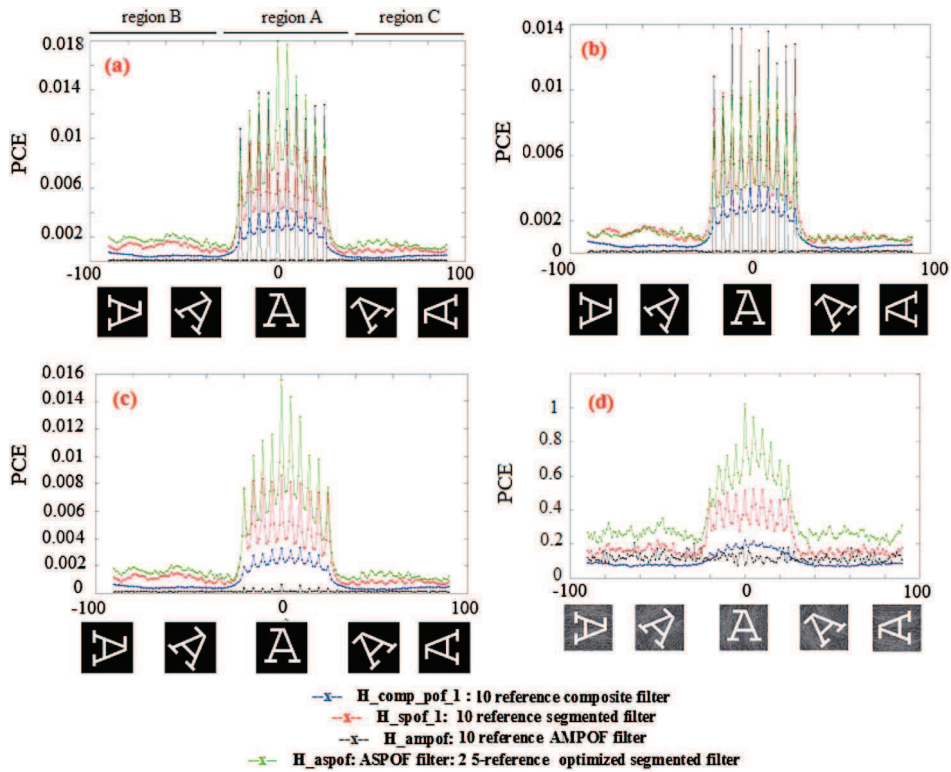 region B region A region C
(a)
PCE
0.018
0.014
0.01
0.006
0.002
0
-100 0 100
A A A A A
(b)
PCE
0.014
0.01
0.006
0.002
0
-100 0 100
A A A A A
(c)
PCE
0.016
0.014
0.012
0.01
0.008
0.006
0.004
0.002
0
-100 0 100
A A A A A
(d)
PCE
1
0.8
0.6
0.4
0.2
0
-100 0 100
A A A A A
--x-- H_comp_pof_1 : 10 reference composite filter
--x-- H_spof_1: 10 reference segmented filter
--x-- H_ampof: 10 reference AMPOF filter
--x-- H_aspof: ASPOF filter: 2 5-reference optimized segmented filter